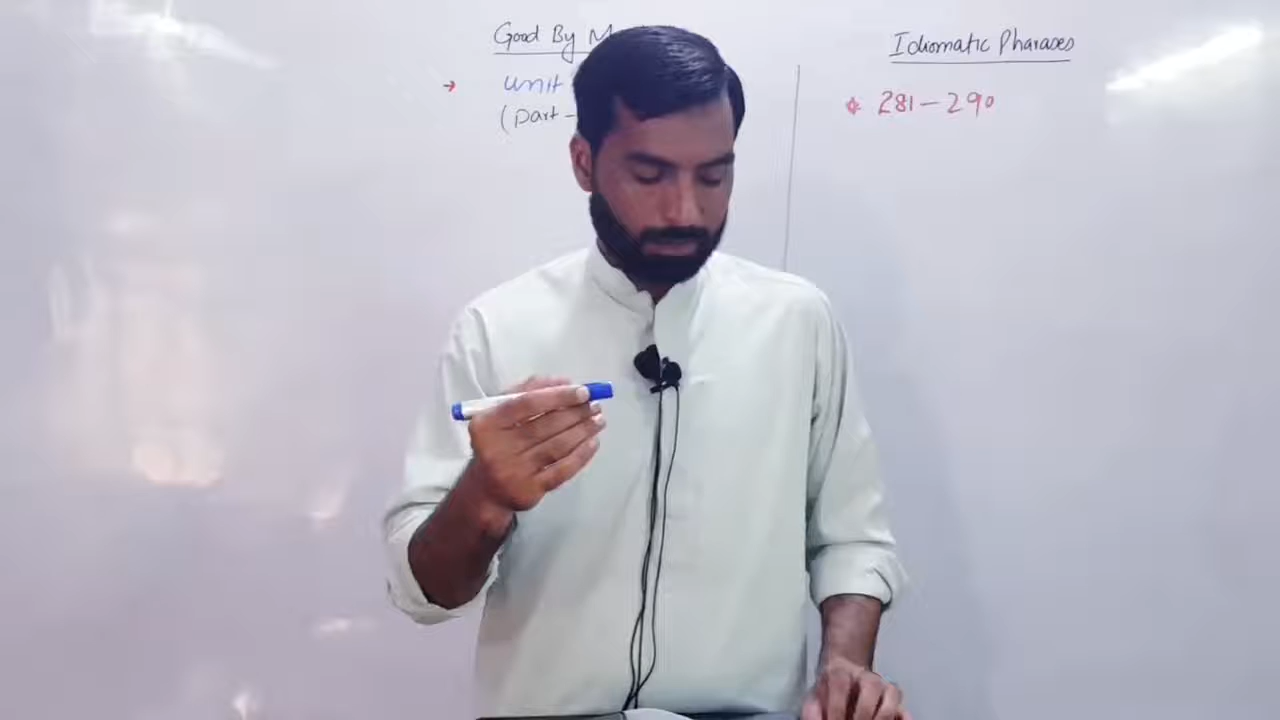 Good By M
unit
(Part -
Idiomatic Pharases
* 281 - 290